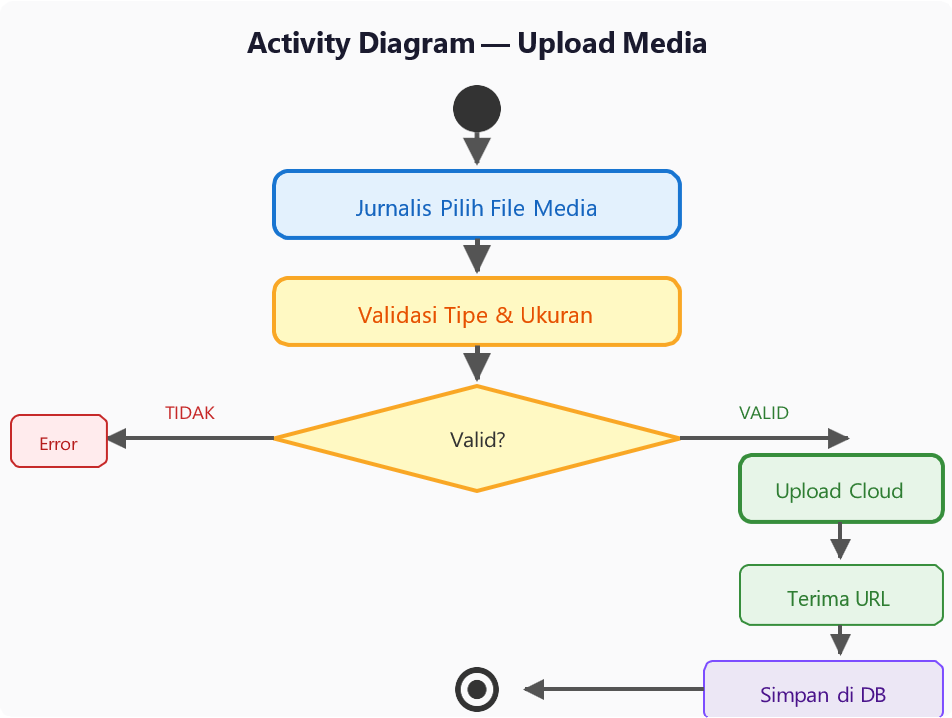 Activity Diagram — Upload Media
Jurnalis Pilih File Media
Validasi Tipe & Ukuran
TIDAK
VALID
Error
Valid?
Upload Cloud
Terima URL
Simpan di DB